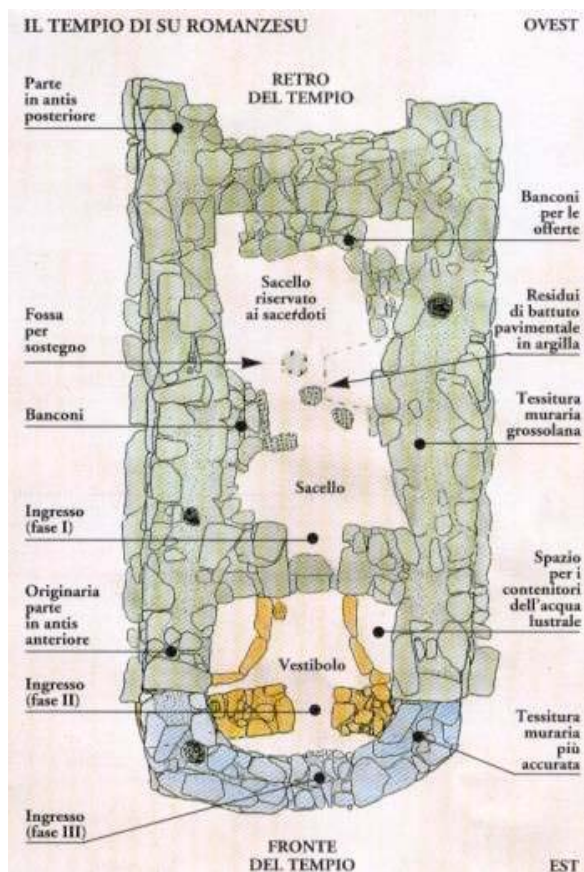 IL TEMPIO DI SU ROMANZESU
OVEST
RETRO
DEL TEMPIO
Parte
in antis
posteriore
Banconi
per le
offerte
Sacello
riservato
ai sacerdoti
Residui
di battuto
pavimentale
in argilla
Fossa
per
sostegno
Banconi
Tessitura
muraria
grossolana
Sacello
Ingresso
(fase I)
Spazio
per i
contenitori
dell'acqua
lustrale
Originaria
parte
in antis
anteriore
Vestibolo
Ingresso
(fase II)
Tessitura
muraria
più
accurata
Ingresso
(fase III)
FRONTE
DEL TEMPIO
EST